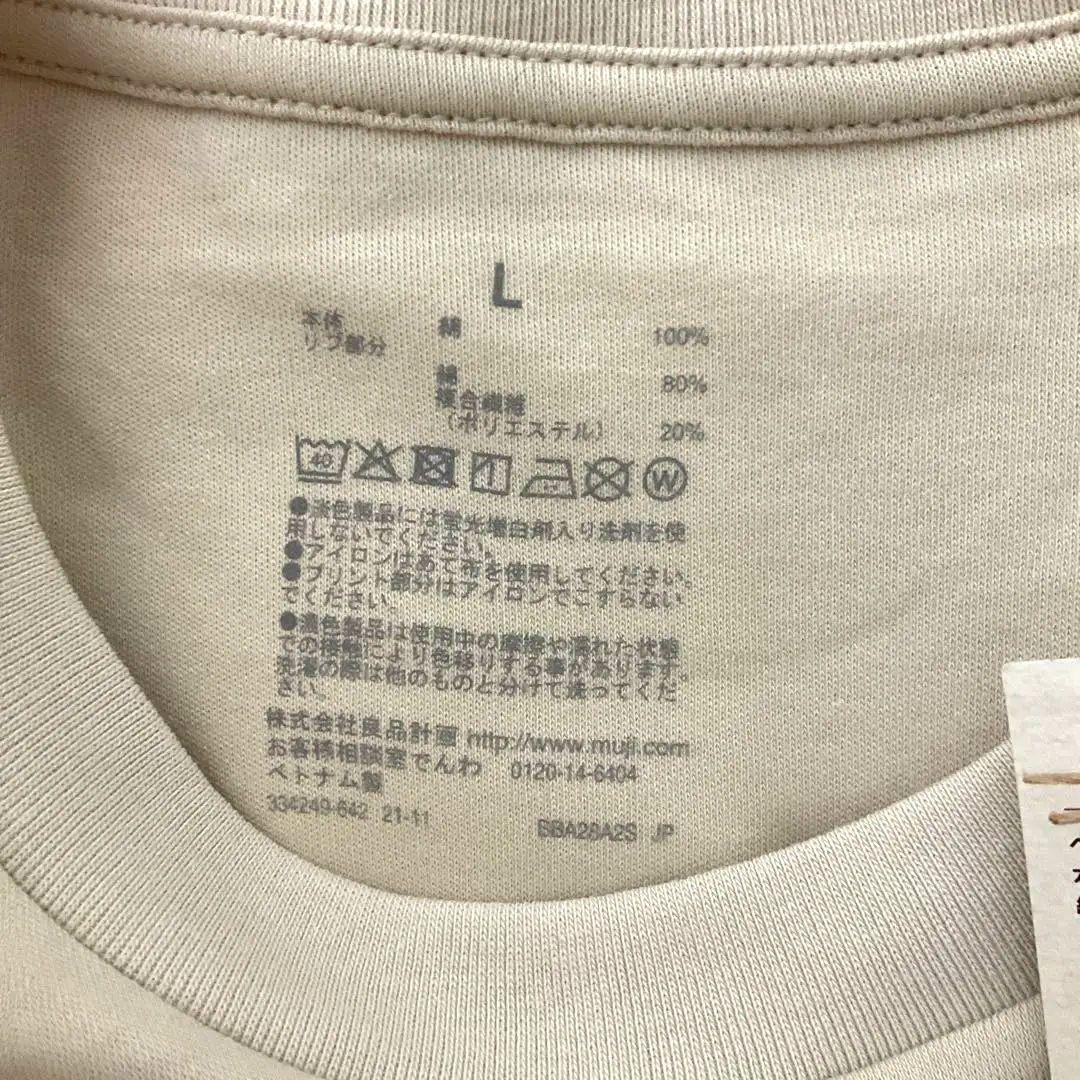 L
本体 綿 100%
リブ部分
綿 80%
複合繊維
(ポリエステル) 20%
40 W
●淡色製品には蛍光増白剤入り洗剤を使
用しないでください。
●アイロンはあて布を使用してください。
●プリント部分はアイロンでこすらない
でください。
●濃色製品は使用中の摩擦や濡れた状態
での接触により色移りする事があります。
洗濯の際は他のものと分けて洗ってくだ
さい。
株式会社良品計画 http://www.muji.com
お客様相談室でんわ 0120-14-6404
ベトナム製
334249-642 21-11
BBA28A2S JP